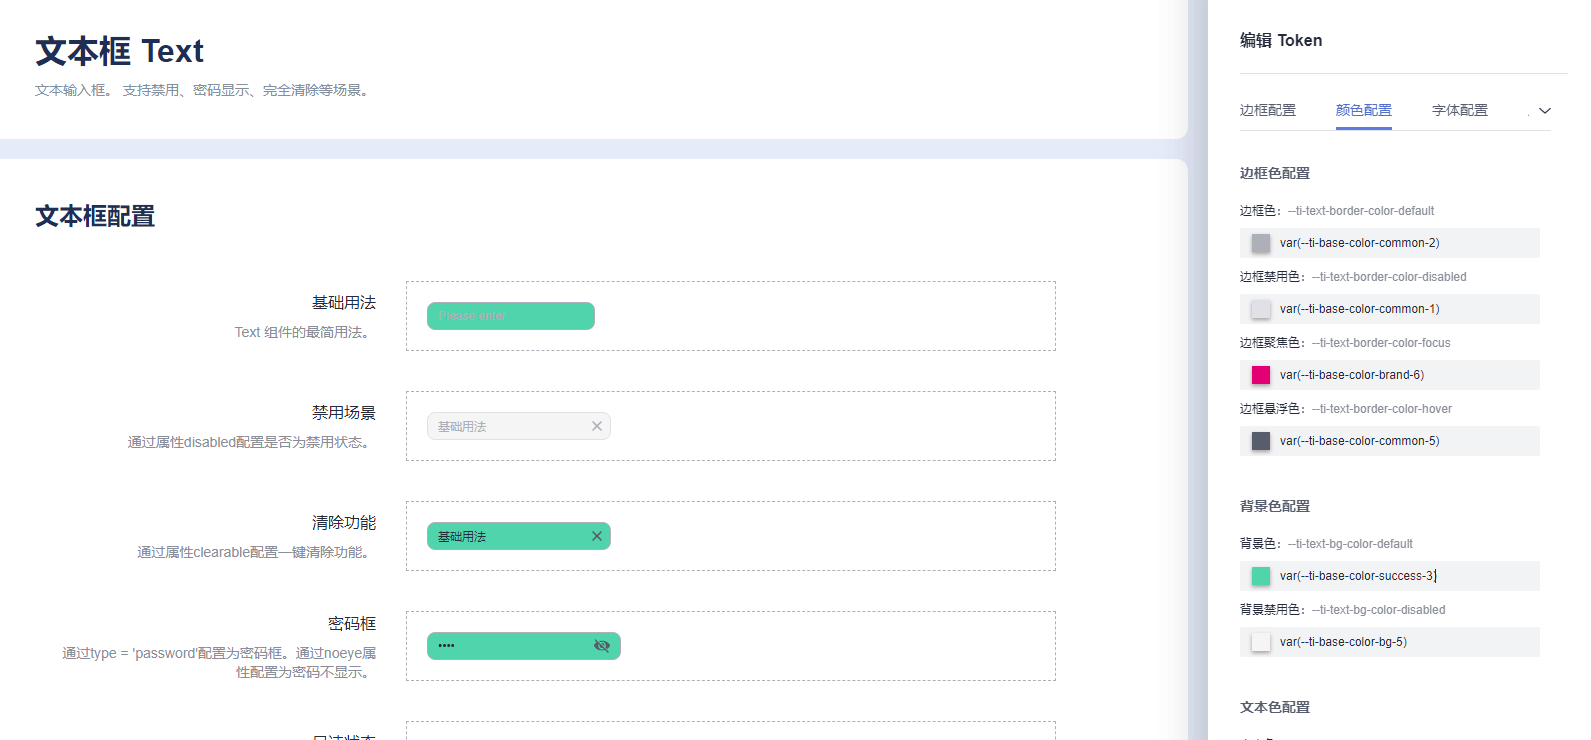 文本框 Text
文本输入框。 支持禁用、密码显示、完全清除等场景。
文本框配置
基础用法
Text 组件的最简用法。
Please enter
禁用场景
通过属性disabled配置是否为禁用状态。
基础用法
清除功能
通过属性clearable配置一键清除功能。
基础用法
密码框
通过type = 'password'配置为密码框。通过noeye属
性配置为密码不显示。
••••
编辑 Token
边框配置
颜色配置
字体配置
边框色配置
边框色：--ti-text-border-color-default
var(--ti-base-color-common-2)
边框禁用色：--ti-text-border-color-disabled
var(--ti-base-color-common-1)
边框聚焦色：--ti-text-border-color-focus
var(--ti-base-color-brand-6)
边框悬浮色：--ti-text-border-color-hover
var(--ti-base-color-common-5)
背景色配置
背景色：--ti-text-bg-color-default
var(--ti-base-color-success-3)
背景禁用色：--ti-text-bg-color-disabled
var(--ti-base-color-bg-5)
文本色配置